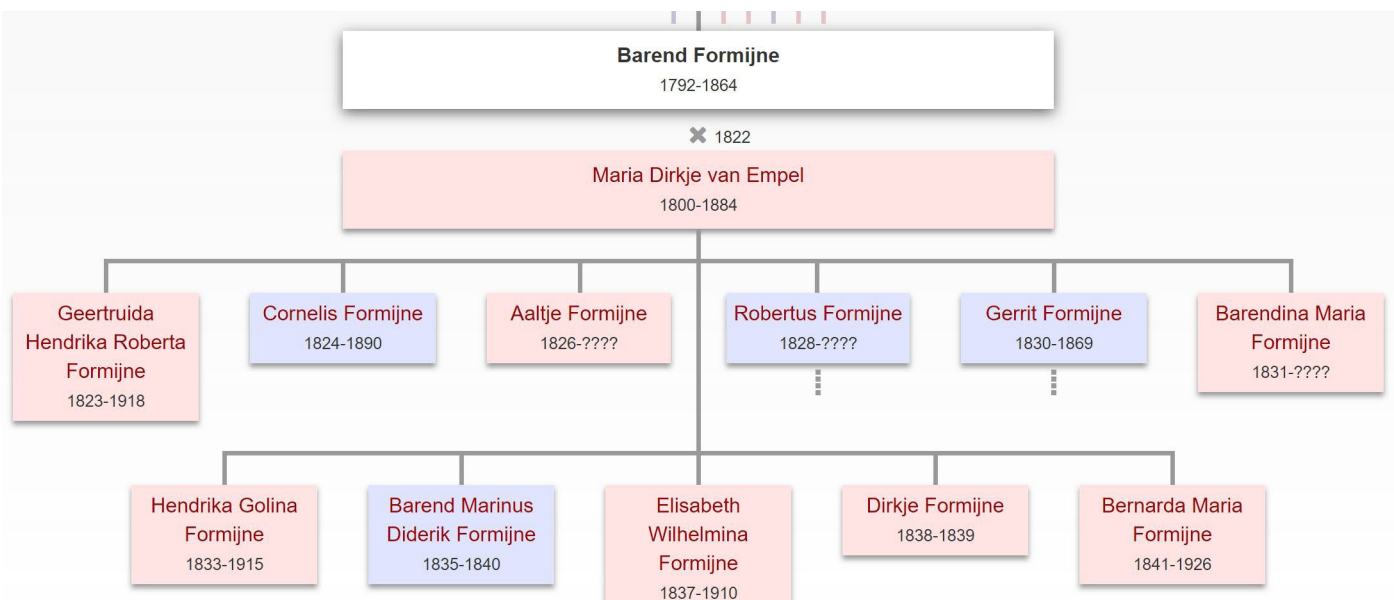 Barend Formijne
1792-1864
1822
Maria Dirkje van Empel
1800-1884
Geertruida
Hendrika Roberta
Formijne
1823-1918
Cornelis Formijne
1824-1890
Aaltje Formijne
1826-????
Robertus Formijne
1828-????
Gerrit Formijne
1830-1869
Barendina Maria
Formijne
1831-????
Hendrika Golina
Formijne
1833-1915
Barend Marinus
Diderik Formijne
1835-1840
Elisabeth
Wilhelmina
Formijne
1837-1910
Dirkje Formijne
1838-1839
Bernarda Maria
Formijne
1841-1926